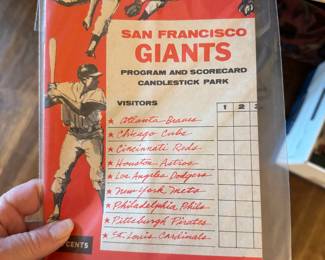 SAN FRANCISCO
GIANTS
PROGRAM AND SCORECARD
CANDLESTICK PARK
VISITORS 1 2 3
★ Atlanta Braves
★ Chicago Cubs
★ Cincinnati Reds
★ Houston Astros
★ Los Angeles Dodgers
★ New York Mets
★ Philadelphia Phils
★ Pittsburgh Pirates
★ St. Louis Cardinals
CENTS